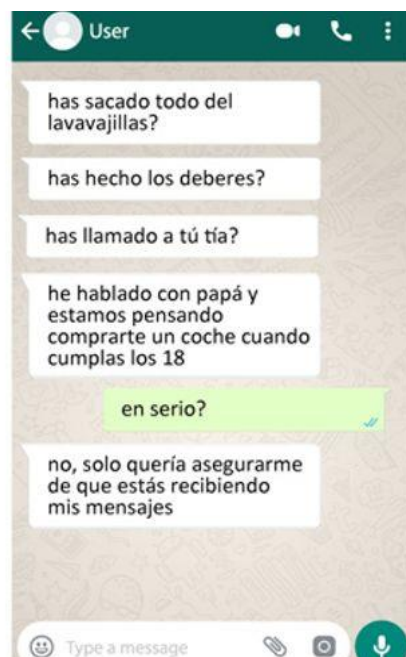 User
has sacado todo del
lavavajillas?
has hecho los deberes?
has llamado a tú tía?
he hablado con papá y
estamos pensando
comprarte un coche cuando
cumplas los 18
en serio?
no, solo quería asegurarme
de que estás recibiendo
mis mensajes
Type a message